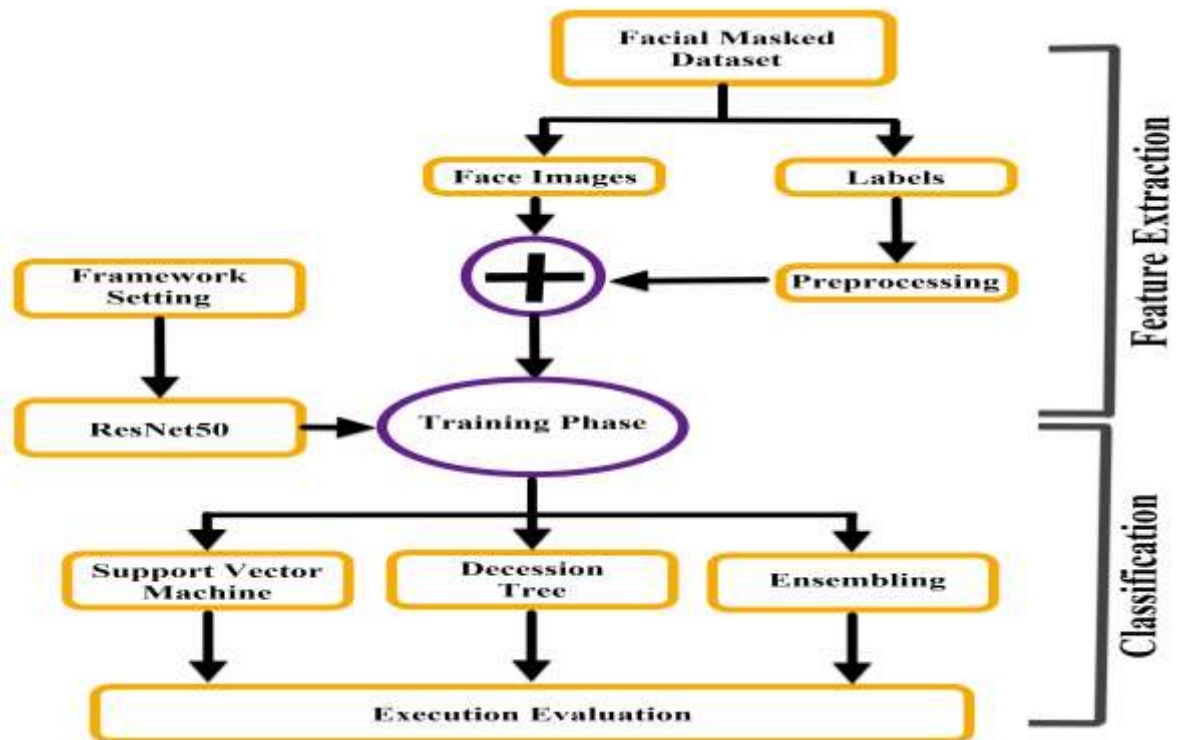 Facial Masked
Dataset
Face Images
Labels
Framework
Setting
Preprocessing
ResNet50
Training Phase
Support Vector
Machine
Decession
Tree
Ensembling
Execution Evaluation
Feature Extraction
Classification